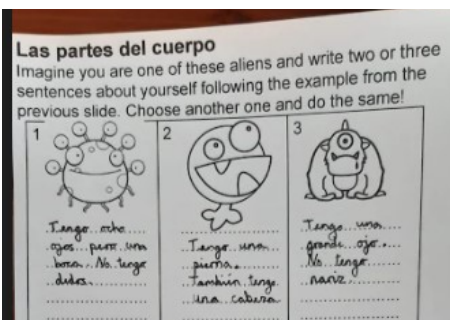 Las partes del cuerpo
Imagine you are one of these aliens and write two or three
sentences about yourself following the example from the
previous slide. Choose another one and do the same!
1
Tengo ocho
ojos pero una
boca. No tengo
dedos.
2
Tengo una
pierna.
También tengo
una cabeza
3
Tengo una
grande ojo.
No tengo
nariz.